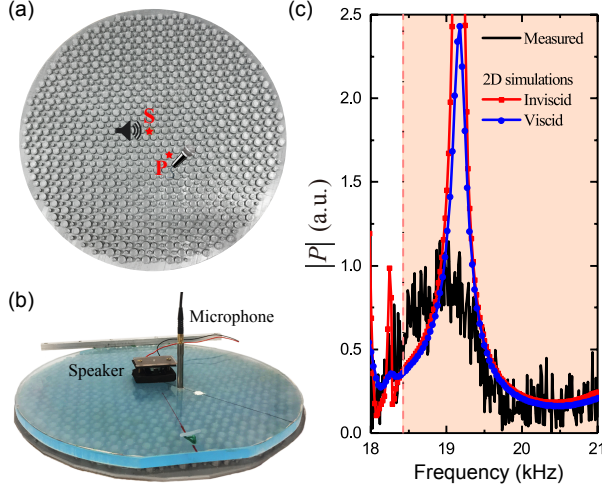 (a)
S
P
(b)
Microphone
Speaker
(c)
2.5
2.0
1.5
1.0
0.5
0.0
|P| (a.u.)
Measured
2D simulations
Inviscid
Viscid
18
19
20
21
Frequency (kHz)